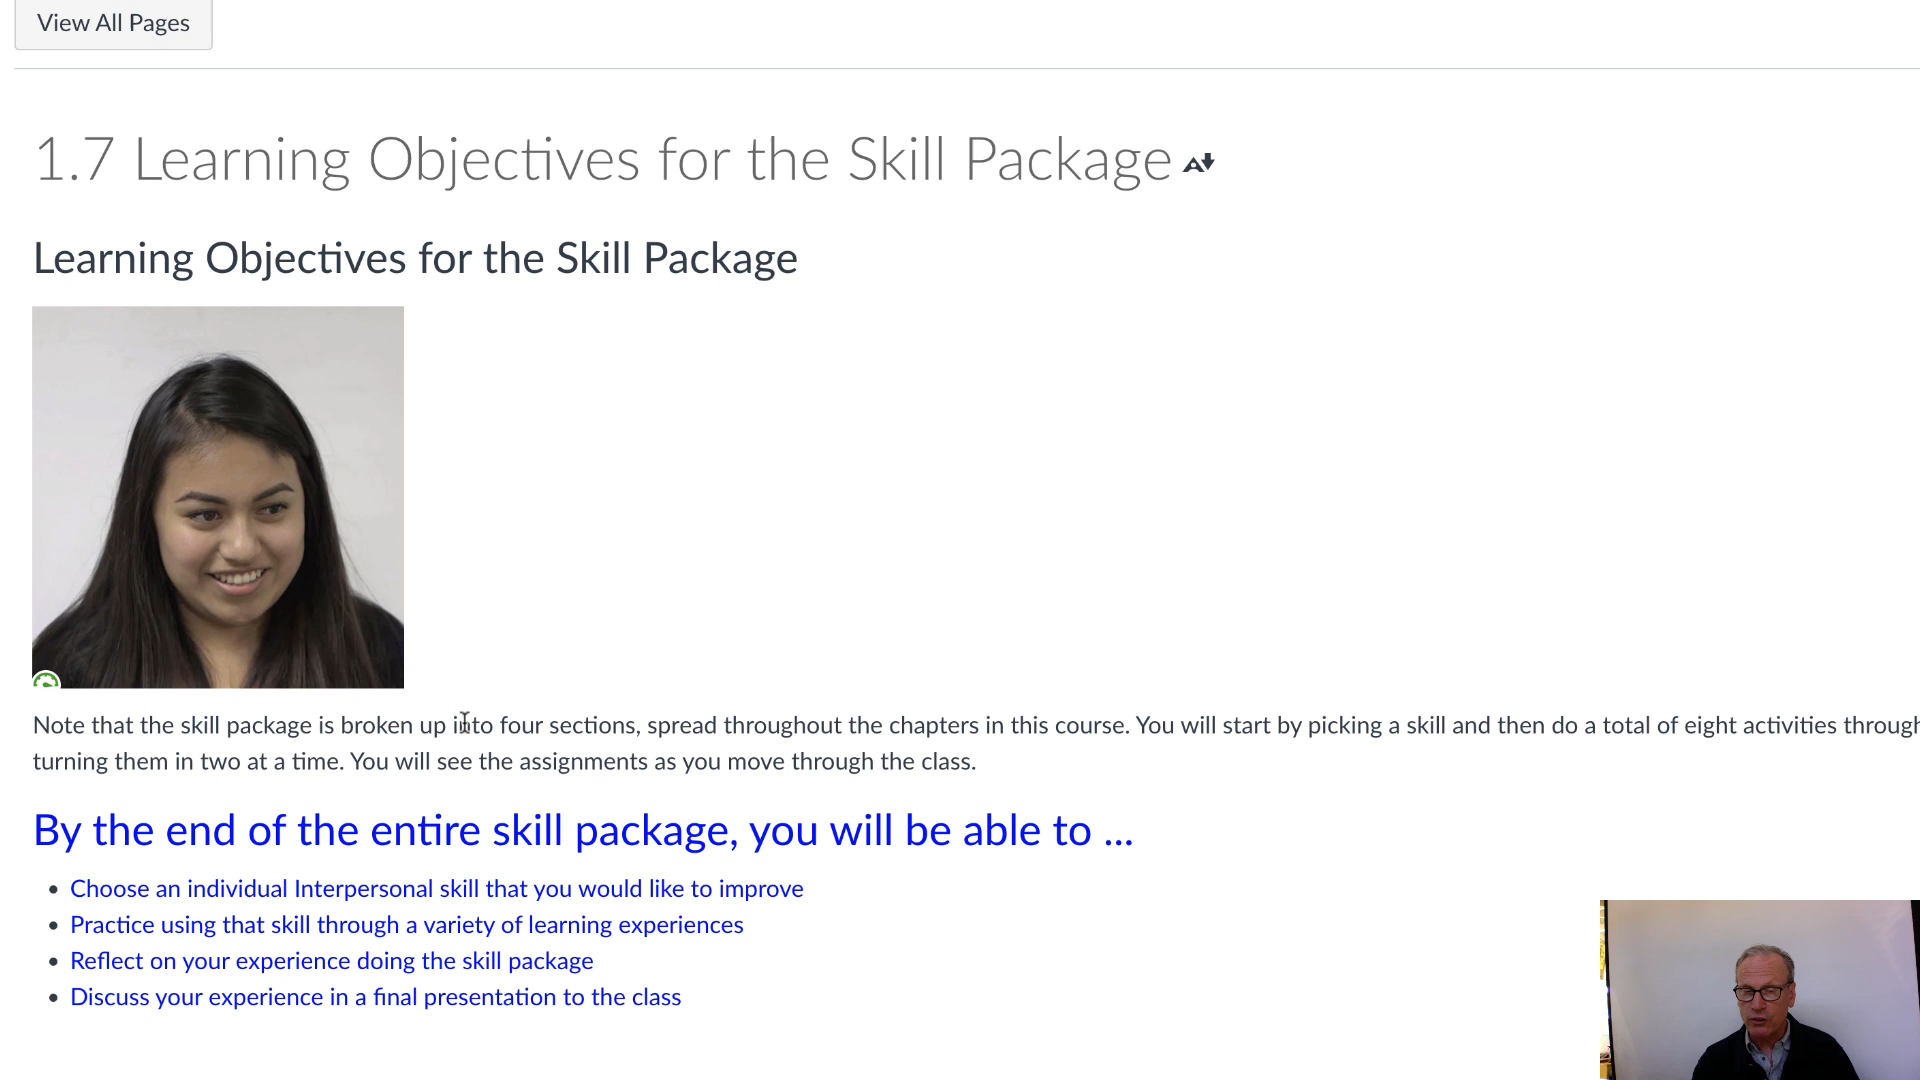 View All Pages
1.7 Learning Objectives for the Skill Package
Learning Objectives for the Skill Package
Note that the skill package is broken up into four sections, spread throughout the chapters in this course. You will start by picking a skill and then do a total of eight activities through
turning them in two at a time. You will see the assignments as you move through the class.
By the end of the entire skill package, you will be able to ...
Choose an individual Interpersonal skill that you would like to improve
Practice using that skill through a variety of learning experiences
Reflect on your experience doing the skill package
Discuss your experience in a final presentation to the class